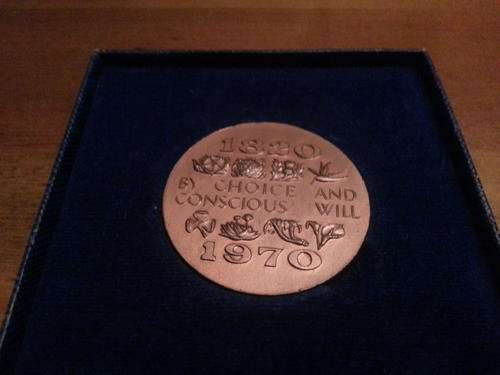 1820
BY CHOICE AND
CONSCIOUS WILL
1970